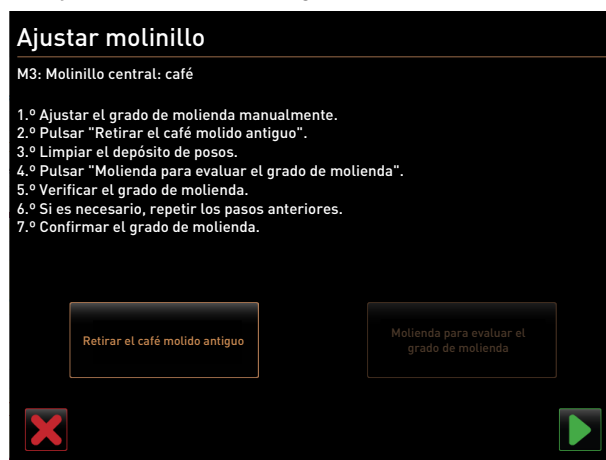 Ajustar molinillo
M3: Molinillo central: café
1.º Ajustar el grado de molienda manualmente.
2.º Pulsar "Retirar el café molido antiguo".
3.º Limpiar el depósito de posos.
4.º Pulsar "Molienda para evaluar el grado de molienda".
5.º Verificar el grado de molienda.
6.º Si es necesario, repetir los pasos anteriores.
7.º Confirmar el grado de molienda.
Retirar el café molido antiguo
Molienda para evaluar el
grado de molienda